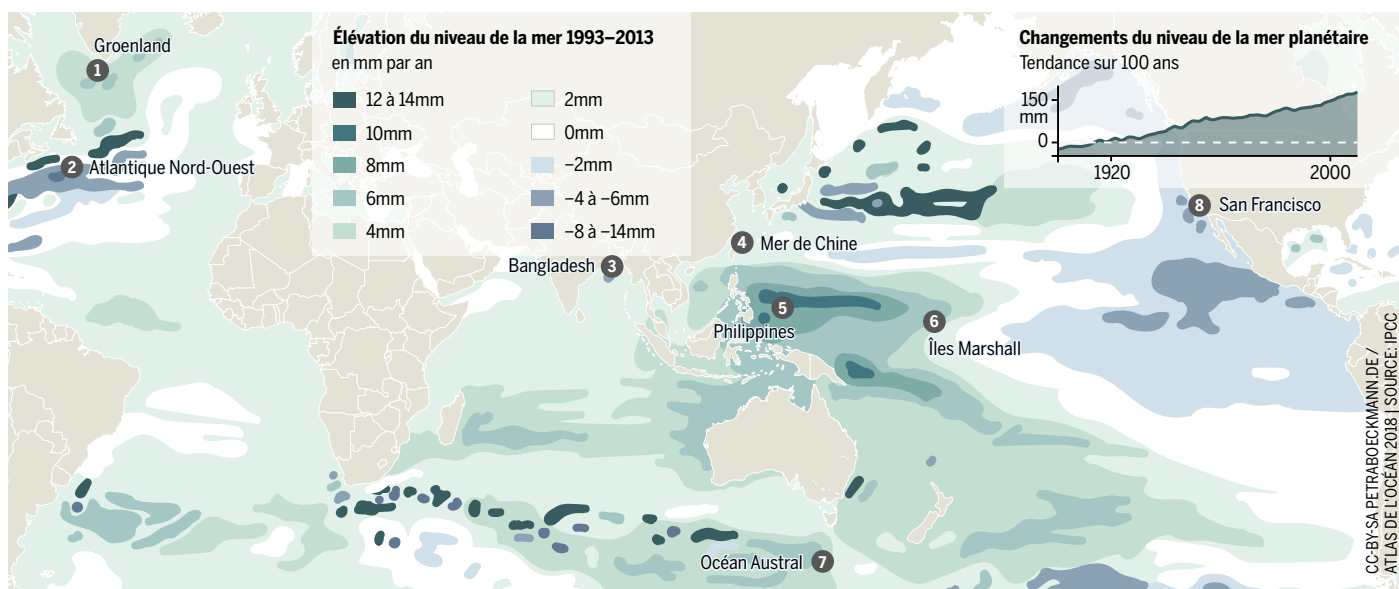 Élévation du niveau de la mer 1993–2013
en mm par an
12 à 14mm
10mm
8mm
6mm
4mm
2mm
0mm
−2mm
−4 à −6mm
−8 à −14mm
Changements du niveau de la mer planétaire
Tendance sur 100 ans
150
mm
0
1920
2000
Groenland
1
2 Atlantique Nord-Ouest
Bangladesh 3
4 Mer de Chine
5
Philippines
6
Îles Marshall
Océan Austral 7
8 San Francisco
CC-BY-SA PETRABOECKMANN.DE /
ATLAS DE L'OCÉAN 2018 | SOURCE: IPCC